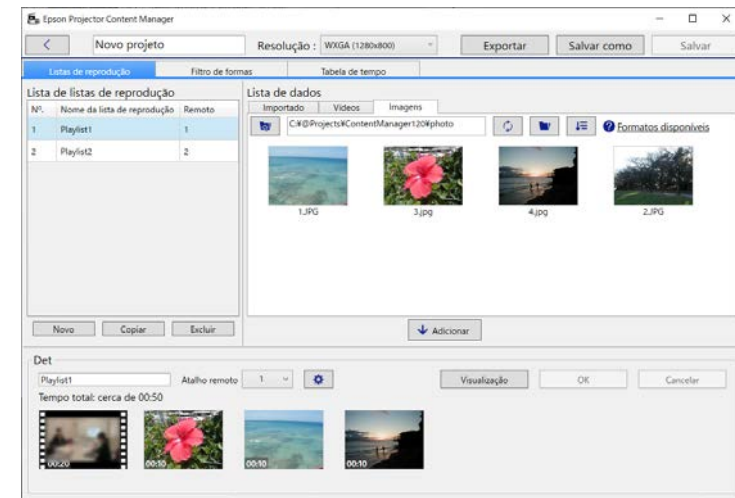 Epson Projector Content Manager
Novo projeto
Resolução : WXGA (1280x800)
Exportar
Salvar como
Salvar
Listas de reprodução
Filtro de formas
Tabela de tempo
Lista de listas de reprodução
Nº. Nome da lista de reprodução Remoto
1 Playlist1 1
2 Playlist2 2
Novo
Copiar
Excluir
Lista de dados
Importado
Vídeos
Imagens
C:¥@Projects¥ContentManager120¥photo
Formatos disponíveis
1.JPG
3.jpg
4.jpg
2.JPG
Adicionar
Det
Playlist1
Atalho remoto
1
Visualização
OK
Cancelar
Tempo total: cerca de 00:50
00:20
00:10
00:10
00:10